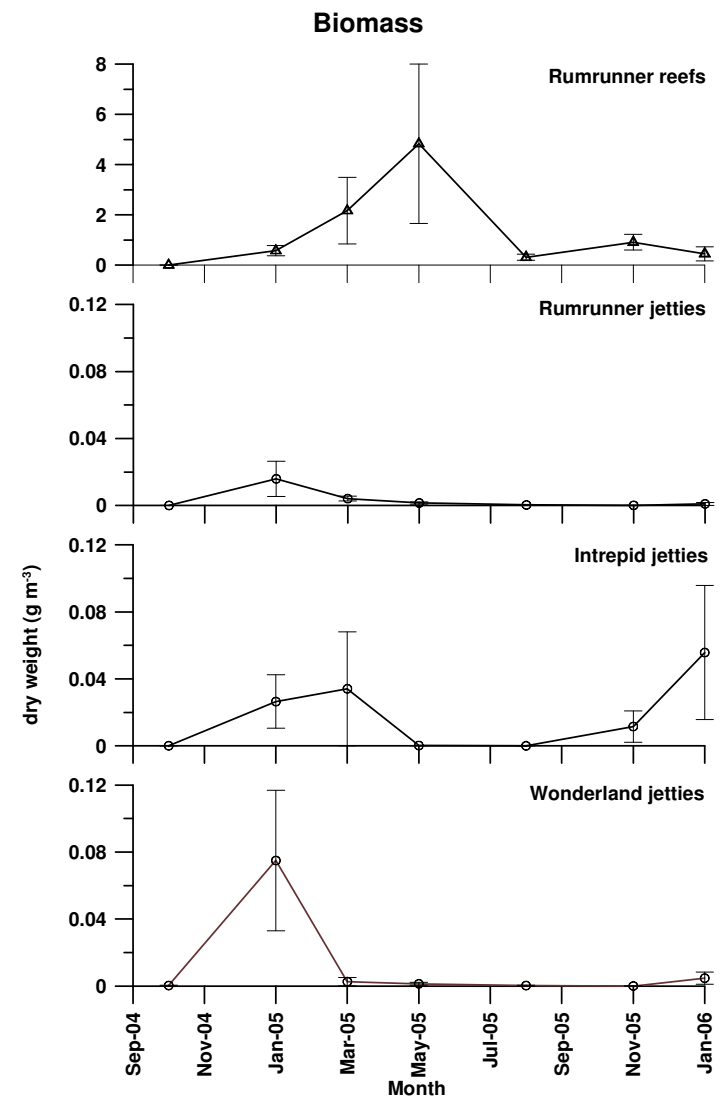 Biomass
8
Rumrunner reefs
6
4
2
0
0.12
Rumrunner jetties
0.08
0.04
0
0.12
Intrepid jetties
0.08
0.04
0
dry weight (g m-3)
0.12
Wonderland jetties
0.08
0.04
0
Sep-04
Nov-04
Jan-05
Mar-05
May-05
Jul-05
Sep-05
Nov-05
Jan-06
Month